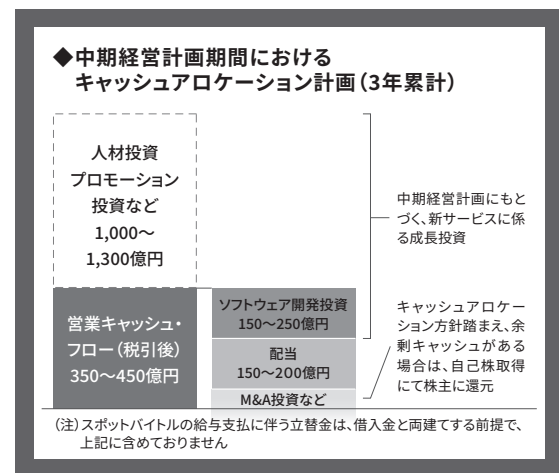 ◆中期経営計画期間における
キャッシュアロケーション計画（3年累計）
人材投資
プロモーション
投資など
1,000～
1,300億円
営業キャッシュ・
フロー（税引後）
350～450億円
ソフトウェア開発投資
150～250億円
配当
150～200億円
M&A投資など
中期経営計画にもと
づく、新サービスに係
る成長投資
キャッシュアロケー
ション方針踏まえ、余
剰キャッシュがある
場合は、自己株取得
にて株主に還元
（注）スポットバイトルの給与支払に伴う立替金は、借入金と両建てする前提で、
上記に含めておりません